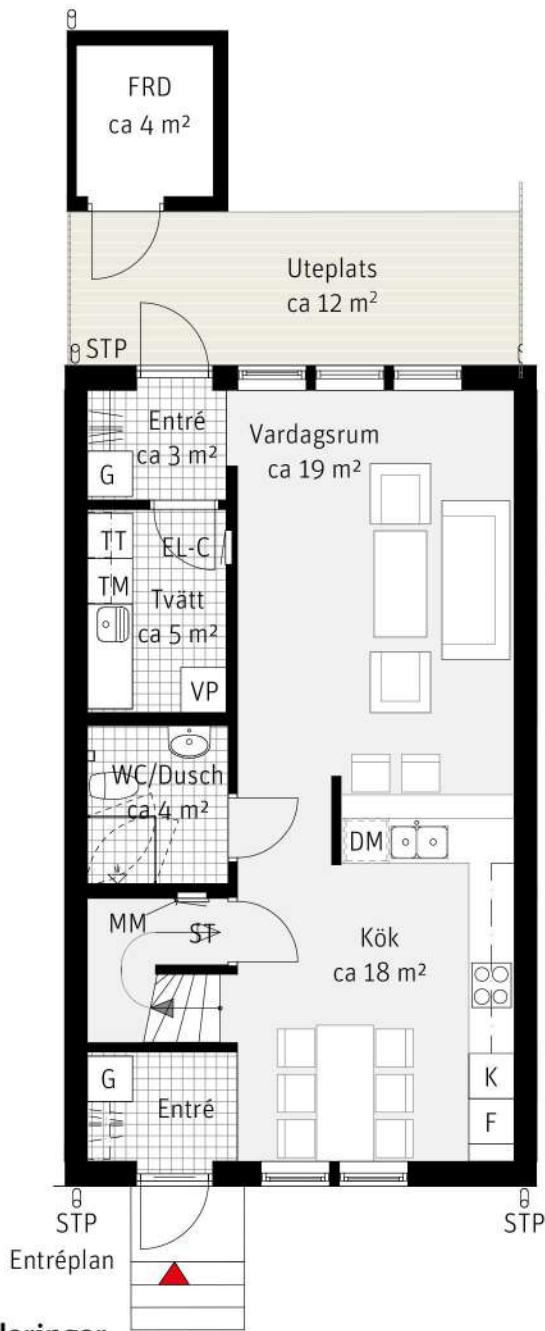 FRD
ca 4 m²
Uteplats
ca 12 m²
STP
Entré
ca 3 m²
Vardagsrum
ca 19 m²
G
TT
EL-C
TM
Tvätt
ca 5 m²
VP
WC/Dusch
ca 4 m²
DM
MM
ST
Kök
ca 18 m²
K
G
Entré
F
STP
STP
Entréplan